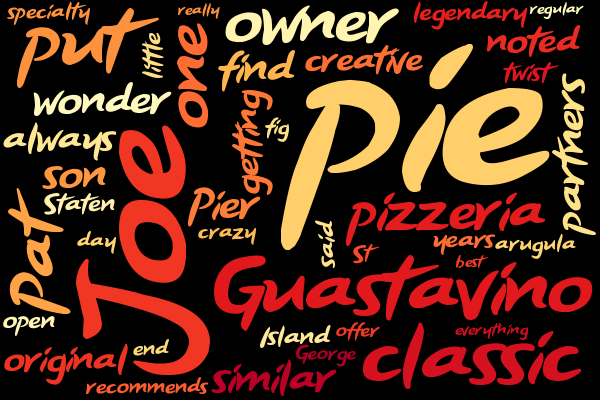 specialty
really
owner
legendary
regular
put
little
one
find
creative
noted
twist
pie
wonder
getting
fig
partners
always
Joe
son
Staten
Pier
pizzeria
crazy
said
St
years
arugula
day
Pat
best
Guastavino
open
Island
offer
everything
original
end
George
classic
recommends
similar